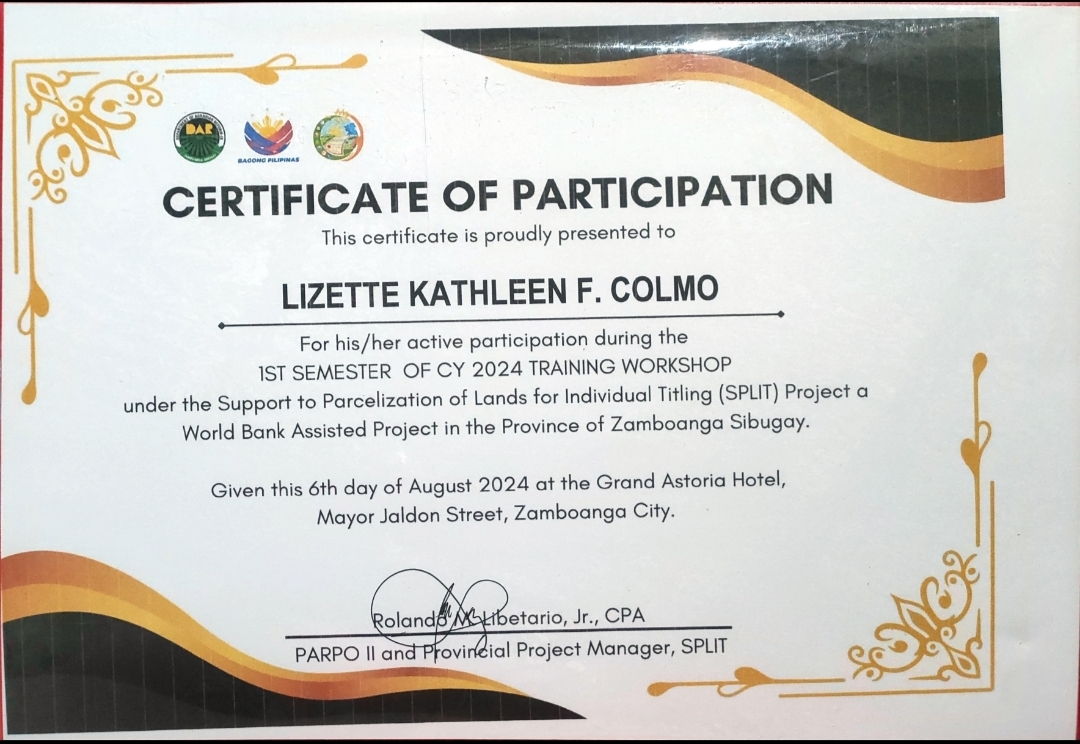 DAR
BAGONG PILIPINAS
CERTIFICATE OF PARTICIPATION
This certificate is proudly presented to
LIZETTE KATHLEEN F. COLMO
For his/her active participation during the
1ST SEMESTER OF CY 2024 TRAINING WORKSHOP
under the Support to Parcelization of Lands for Individual Titling (SPLIT) Project a
World Bank Assisted Project in the Province of Zamboanga Sibugay.
Given this 6th day of August 2024 at the Grand Astoria Hotel,
Mayor Jaldon Street, Zamboanga City.
Rolando M. Libetario, Jr., CPA
PARPO II and Provincial Project Manager, SPLIT